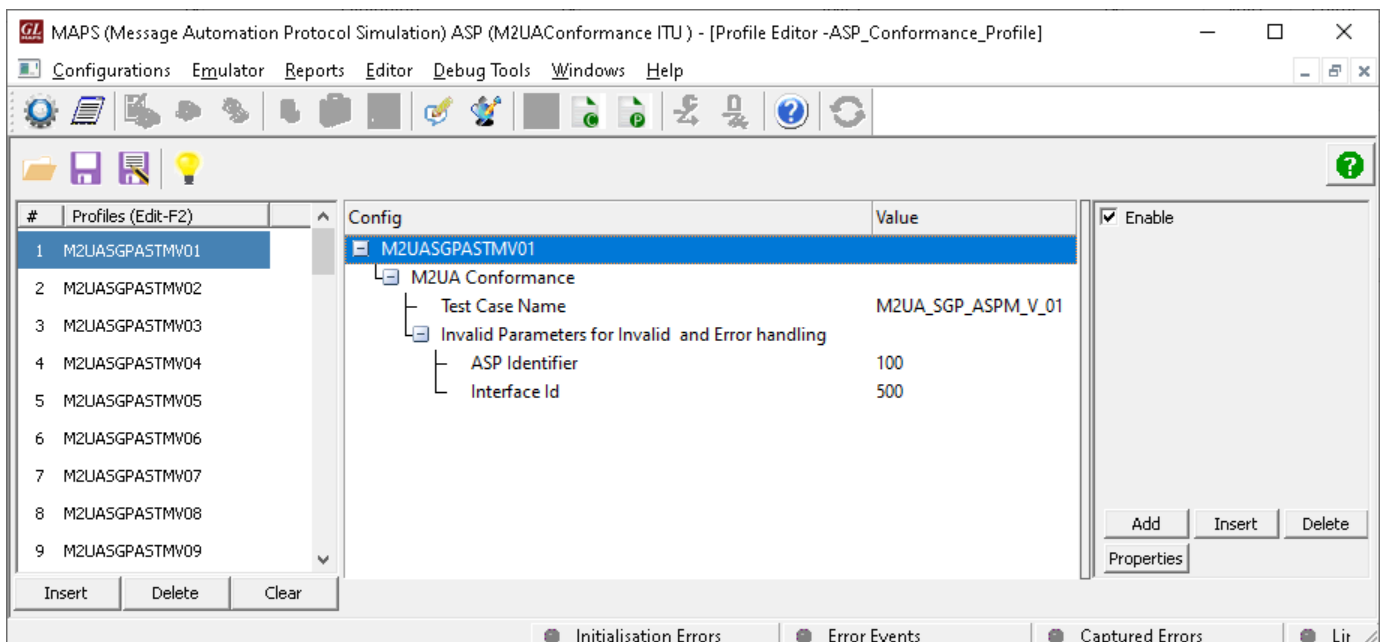 GL MAPS MAPS (Message Automation Protocol Simulation) ASP (M2UAConformance ITU ) - [Profile Editor -ASP_Conformance_Profile]
Configurations Emulator Reports Editor Debug Tools Windows Help
C P ?
?
# Profiles (Edit-F2) Config Value Enable
1 M2UASGPASTMV01 M2UASGPASTMV01
2 M2UASGPASTMV02 M2UA Conformance
3 M2UASGPASTMV03 Test Case Name M2UA_SGP_ASPM_V_01
Invalid Parameters for Invalid and Error handling
4 M2UASGPASTMV04 ASP Identifier 100
5 M2UASGPASTMV05 Interface Id 500
6 M2UASGPASTMV06
7 M2UASGPASTMV07
8 M2UASGPASTMV08 Add Insert Delete
9 M2UASGPASTMV09 Properties
Insert Delete Clear
Initialisation Errors Error Events Captured Errors Lir